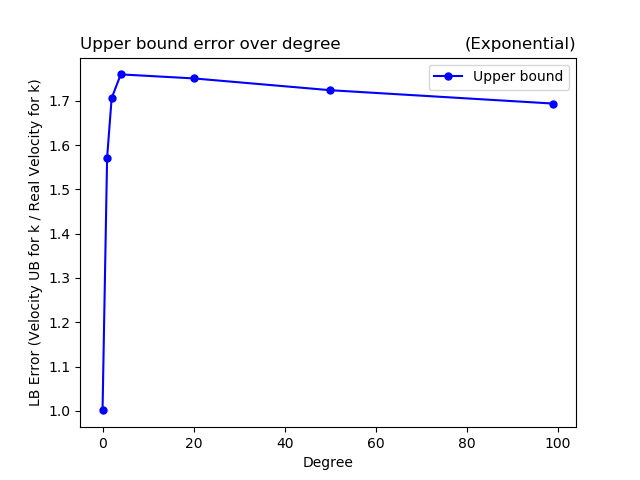 Upper bound error over degree (Exponential)
Upper bound
LB Error (Velocity UB for k / Real Velocity for k)
1.7
1.6
1.5
1.4
1.3
1.2
1.1
1.0
0 20 40 60 80 100
Degree